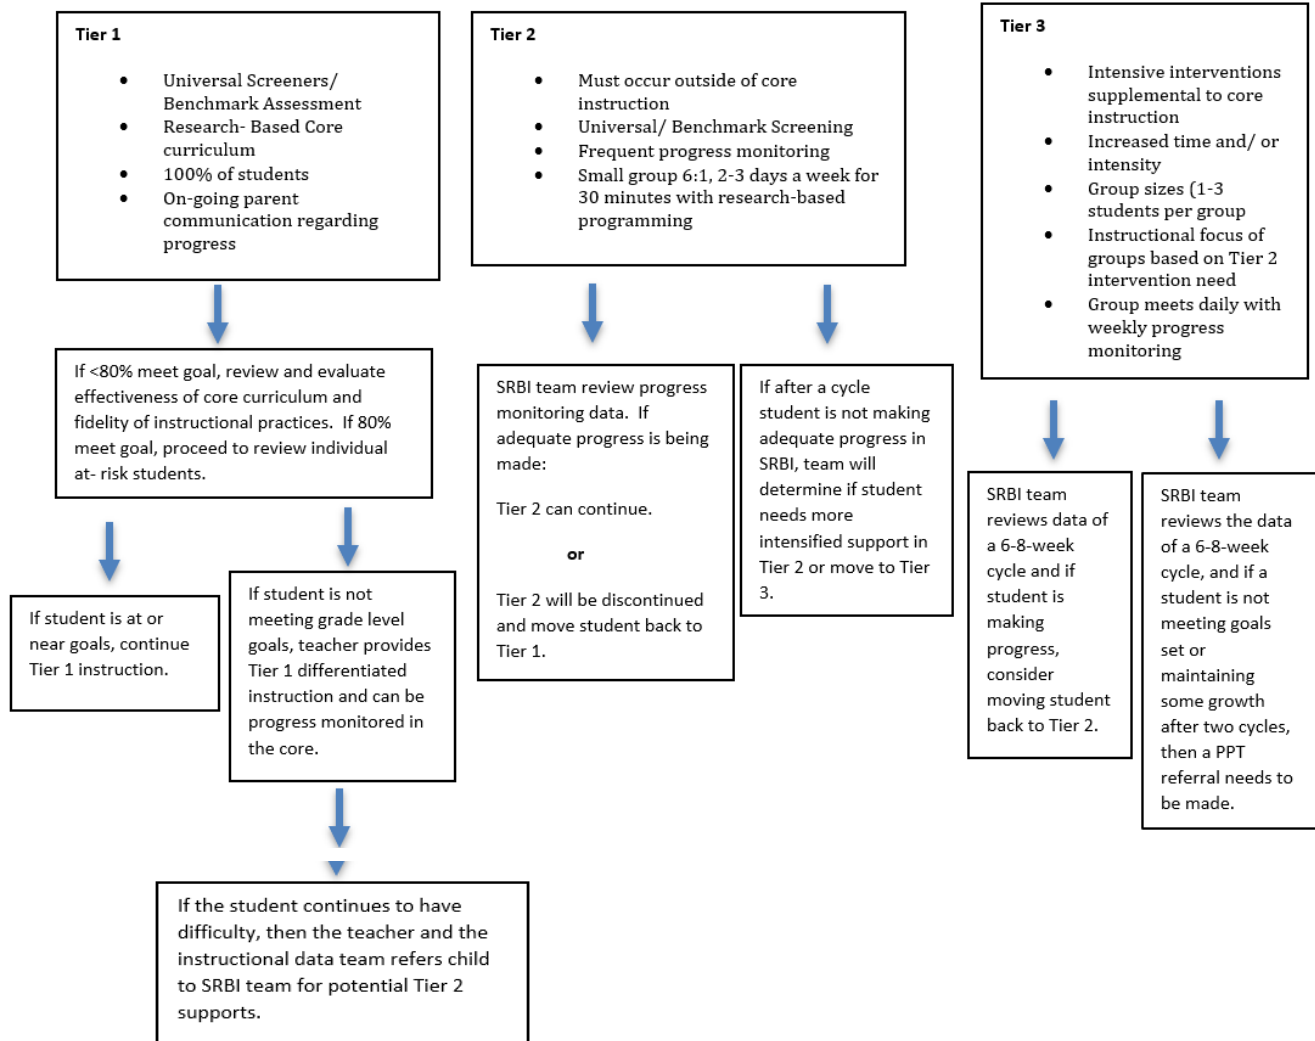 Tier 1
• Universal Screeners/
Benchmark Assessment
• Research- Based Core
curriculum
• 100% of students
• On-going parent
communication regarding
progress
If <80% meet goal, review and evaluate
effectiveness of core curriculum and
fidelity of instructional practices. If 80%
meet goal, proceed to review individual
at- risk students.
If student is at or
near goals, continue
Tier 1 instruction.
If student is not
meeting grade level
goals, teacher provides
Tier 1 differentiated
instruction and can be
progress monitored in
the core.
If the student continues to have
difficulty, then the teacher and the
instructional data team refers child
to SRBI team for potential Tier 2
supports.
Tier 2
• Must occur outside of core
instruction
• Universal/ Benchmark Screening
• Frequent progress monitoring
• Small group 6:1, 2-3 days a week for
30 minutes with research-based
programming
SRBI team review progress
monitoring data. If
adequate progress is being
made:
Tier 2 can continue.
or
Tier 2 will be discontinued
and move student back to
Tier 1.
If after a cycle
student is not making
adequate progress in
SRBI, team will
determine if student
needs more
intensified support in
Tier 2 or move to Tier
3.
Tier 3
• Intensive interventions
supplemental to core
instruction
• Increased time and/ or
intensity
• Group sizes (1-3
students per group
• Instructional focus of
groups based on Tier 2
intervention need
• Group meets daily with
weekly progress
monitoring
SRBI team
reviews data of
a 6-8-week
cycle and if
student is
making
progress,
consider
moving student
back to Tier 2.
SRBI team
reviews the data
of a 6-8-week
cycle, and if a
student is not
meeting goals
set or
maintaining
some growth
after two cycles,
then a PPT
referral needs to
be made.